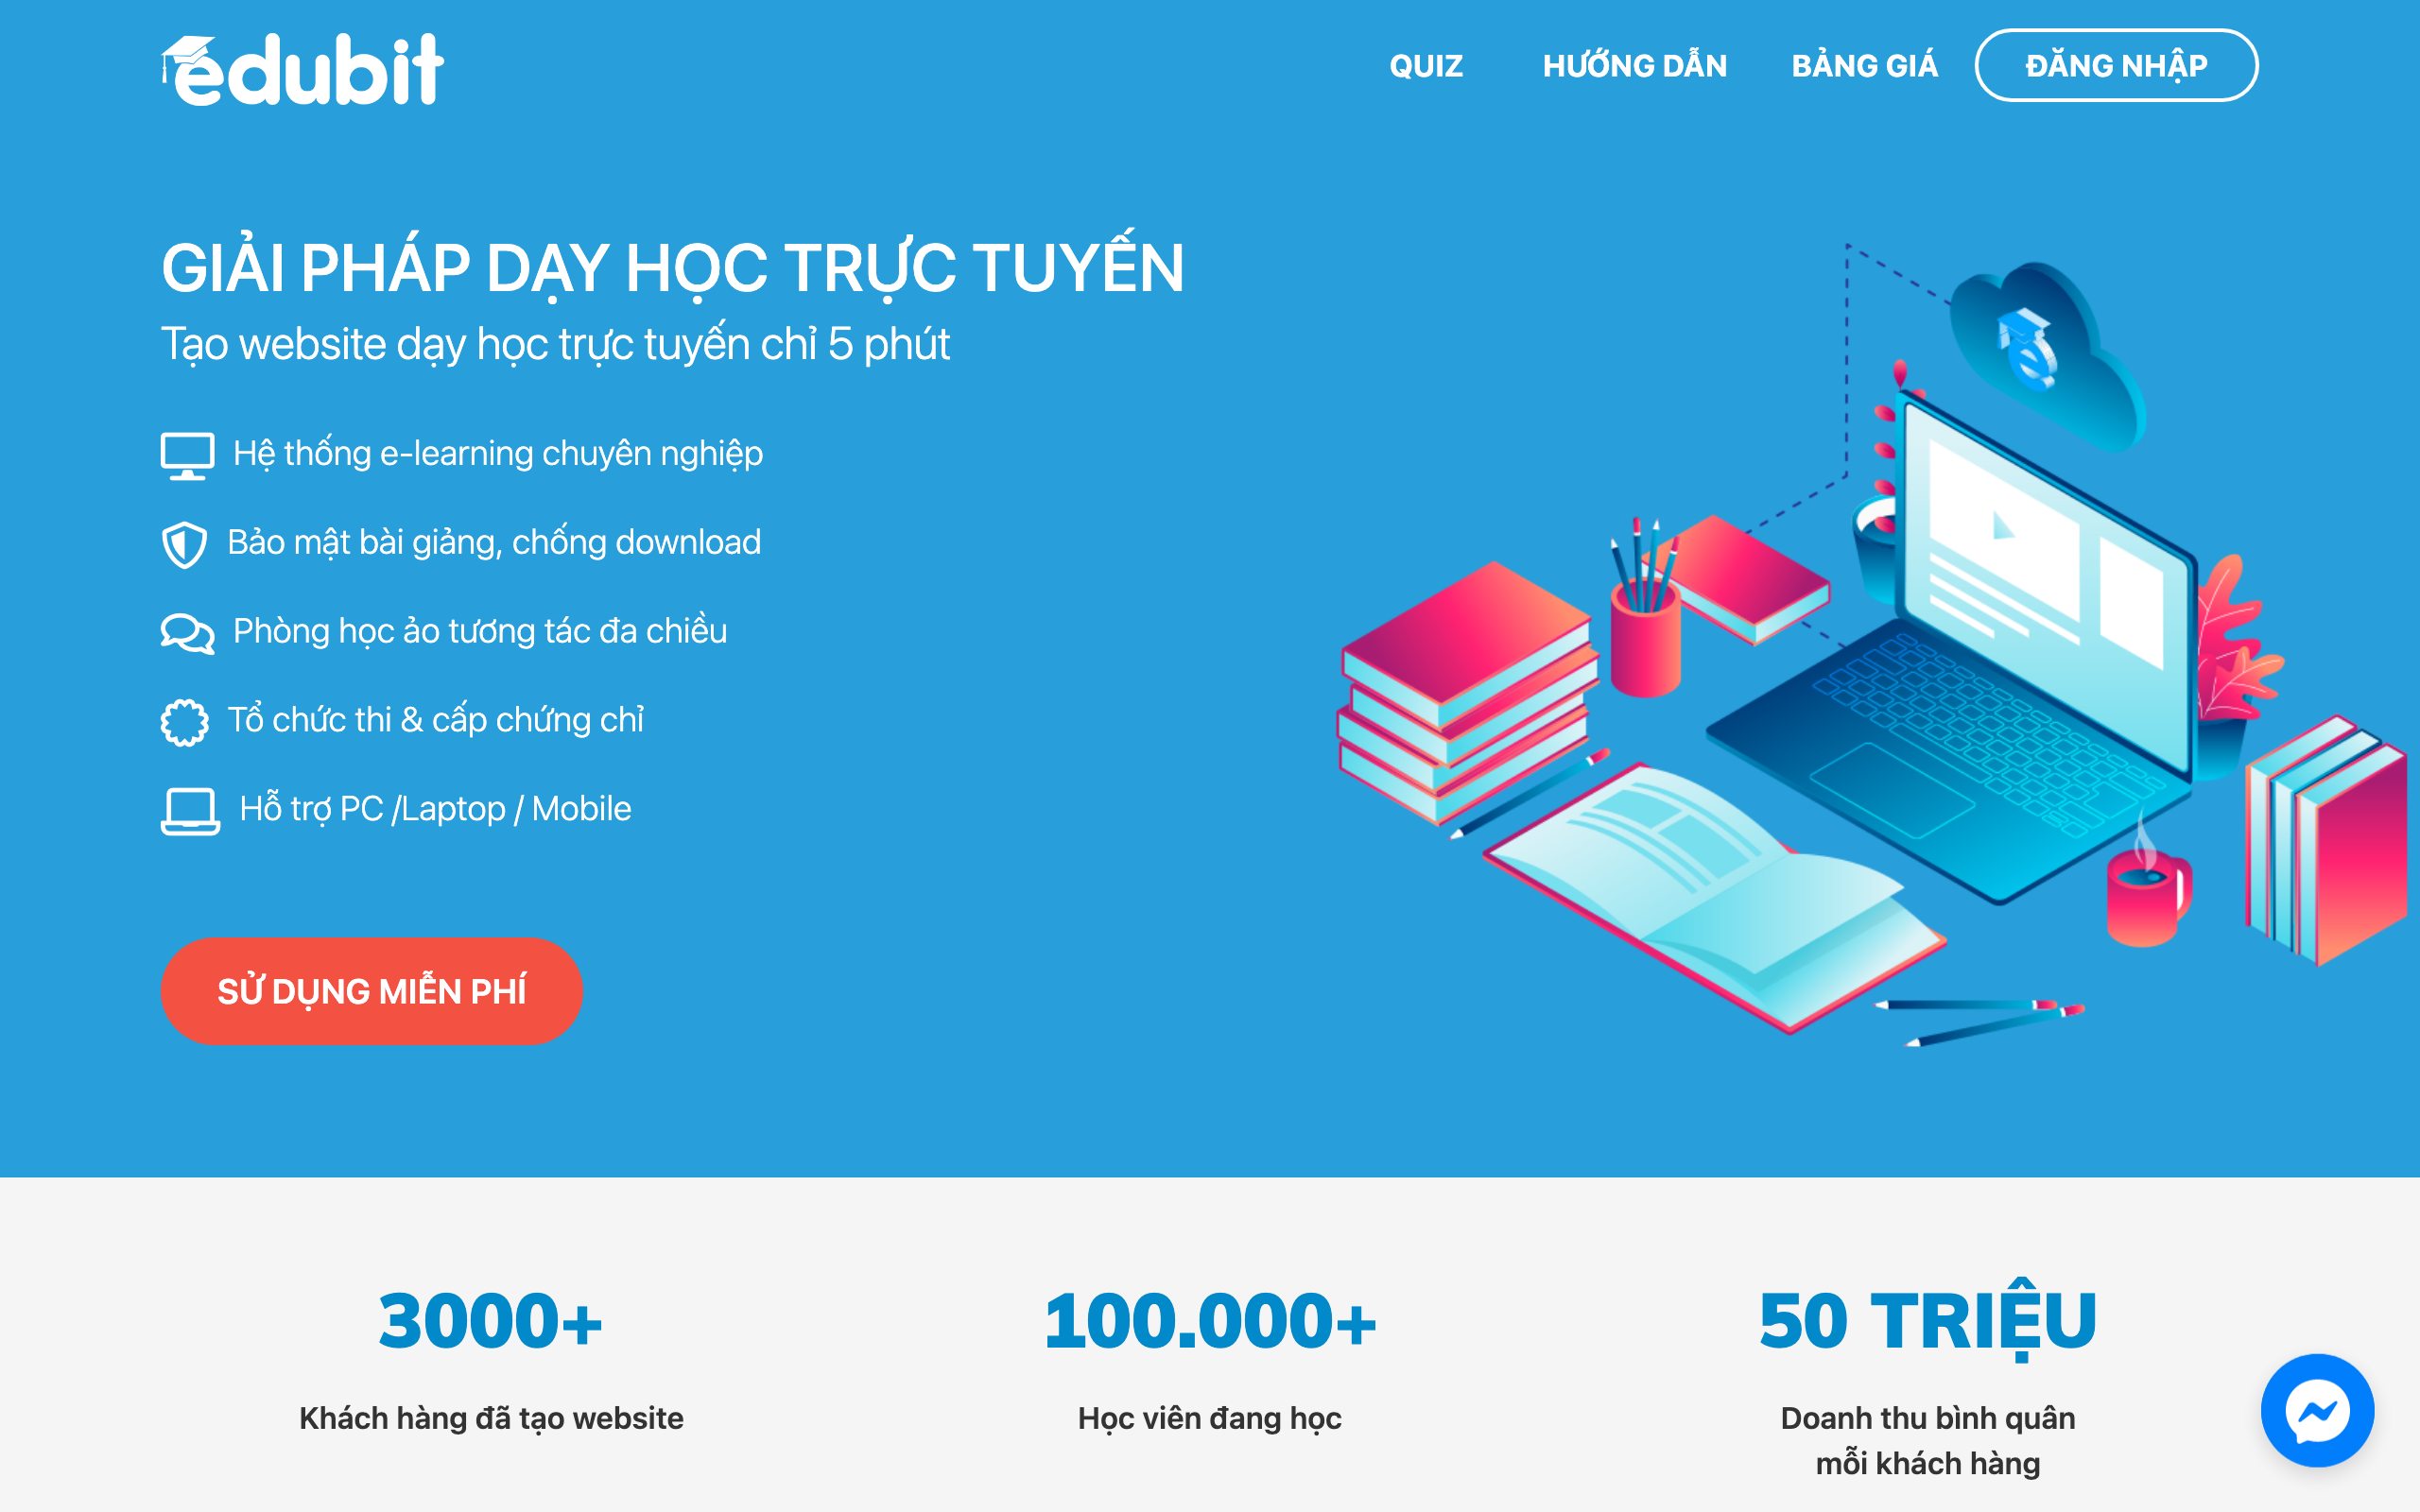 edubit
QUIZ
HƯỚNG DẪN
BẢNG GIÁ
ĐĂNG NHẬP
GIẢI PHÁP DẠY HỌC TRỰC TUYẾN
Tạo website dạy học trực tuyến chỉ 5 phút
Hệ thống e-learning chuyên nghiệp
Bảo mật bài giảng, chống download
Phòng học ảo tương tác đa chiều
Tổ chức thi & cấp chứng chỉ
Hỗ trợ PC /Laptop / Mobile
SỬ DỤNG MIỄN PHÍ
3000+
Khách hàng đã tạo website
100.000+
Học viên đang học
50 TRIỆU
Doanh thu bình quân
mỗi khách hàng